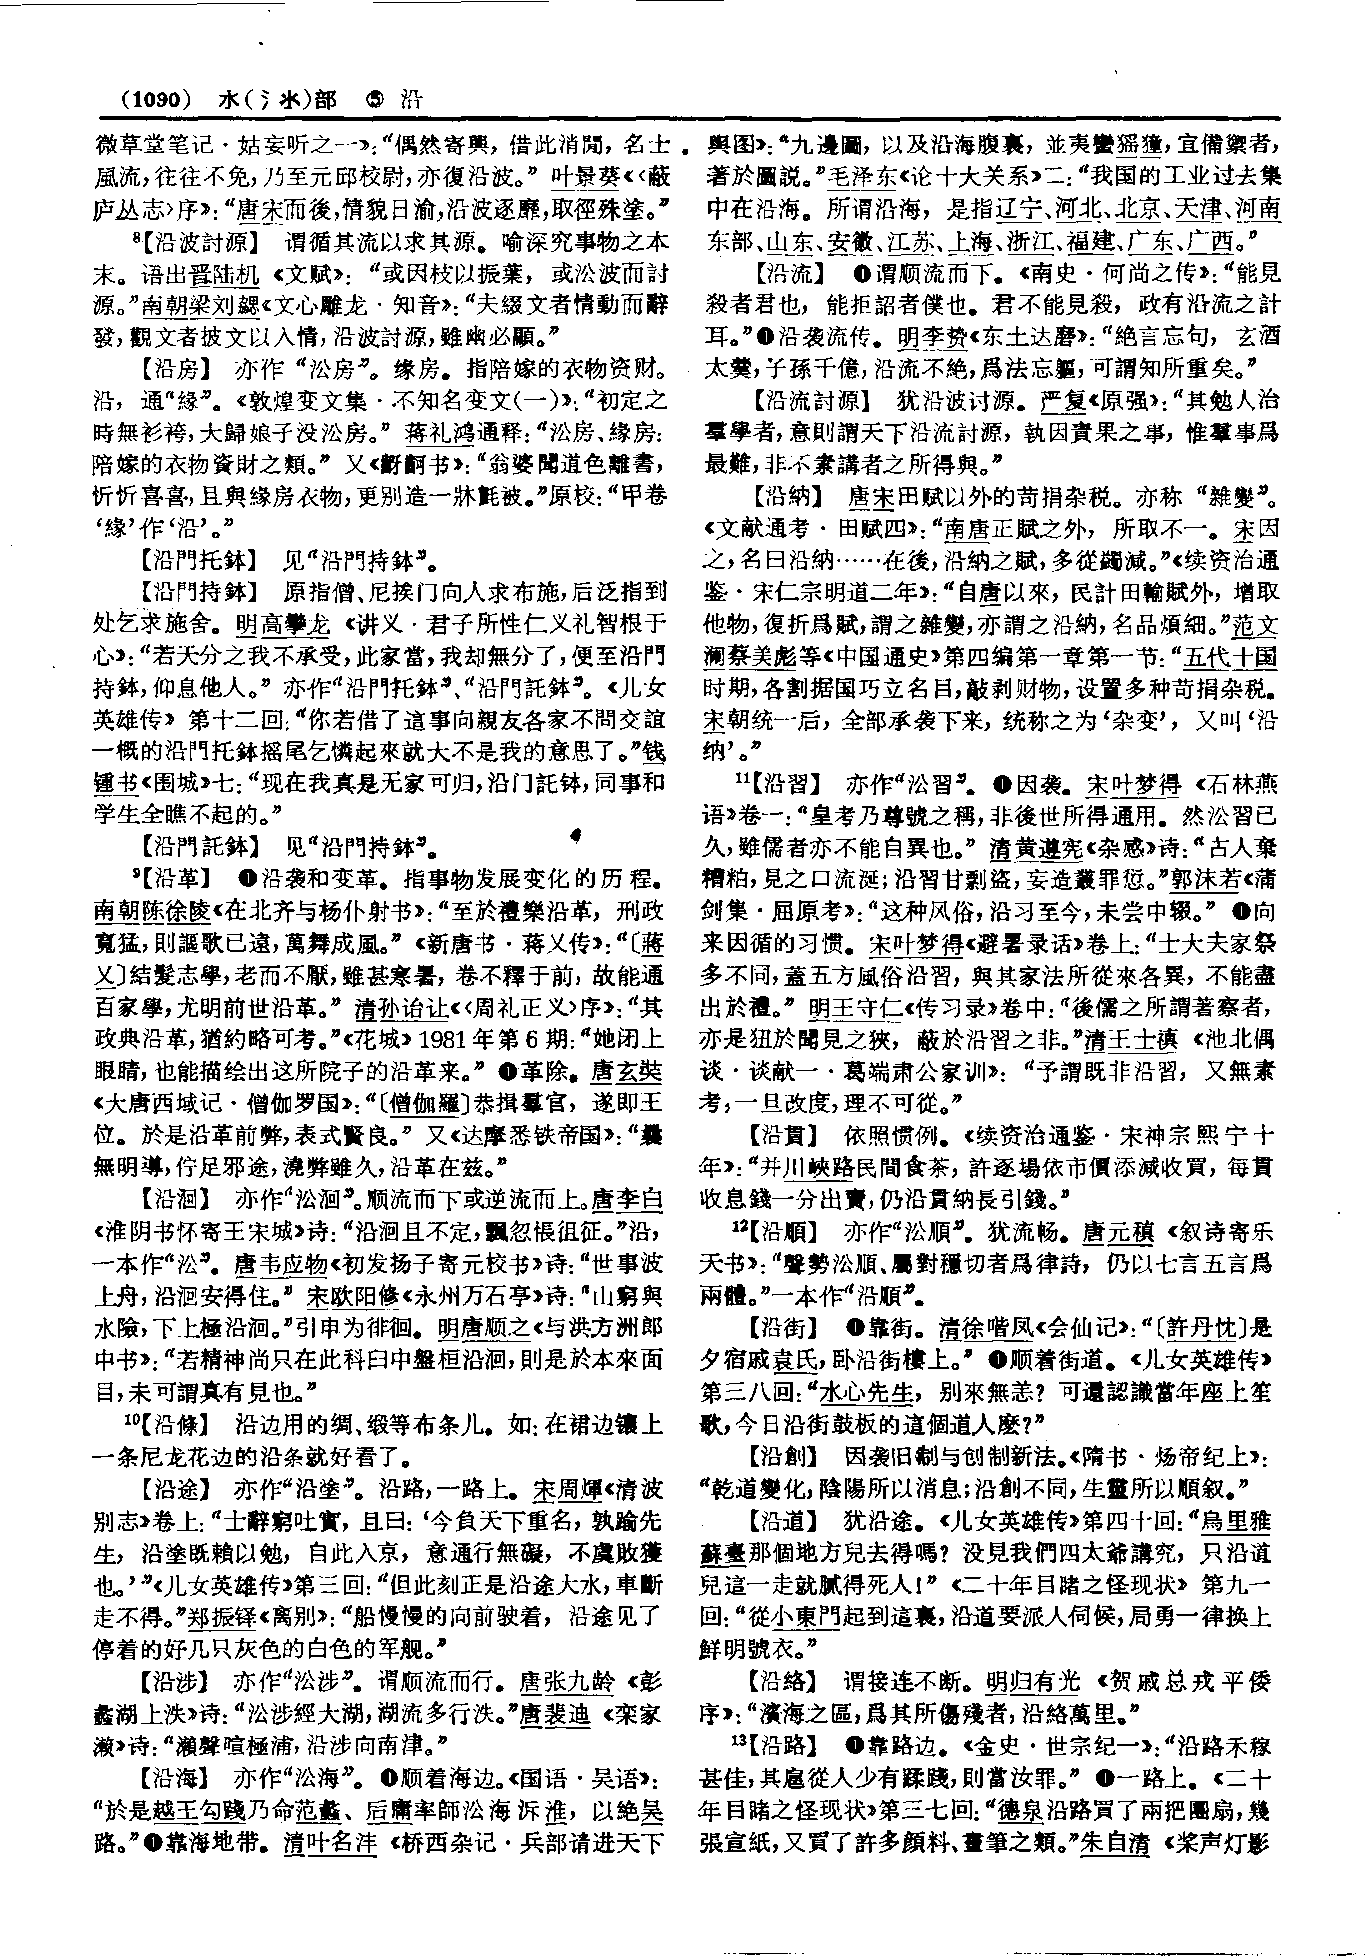 (1090) 水(氵氺)部 ⑤ 沿
微草堂笔记·姑妄听之一》：“偶然寄興，借此消閒，名士
風流，往往不免，乃至元邱校尉，亦復沿波。”叶景葵《〈蔽
庐丛志〉序》：“唐宋而後，情貌日渝，沿波逐靡，取徑殊塗。”
8【沿波討源】 谓循其流以求其源。喻深究事物之本
末。语出晋陆机《文赋》：“或因枝以振葉，或㳂波而討
源。”南朝梁刘勰《文心雕龙·知音》：“夫綴文者情動而辭
發，觀文者披文以入情，沿波討源，雖幽必顯。”
【沿房】 亦作“㳂房”。缘房。指陪嫁的衣物资财。
沿，通“緣”。《敦煌变文集·不知名变文(一)》：“初定之
時無衫袴，大歸娘子没㳂房。”蒋礼鸿通释：“㳂房、緣房：
陪嫁的衣物資財之類。”又《齖䶗书》：“翁婆聞道色離書，
忻忻喜喜，且與緣房衣物，更别造一牀氈被。”原校：“甲卷
‘緣’作‘沿’。”
【沿門托鉢】 见“沿門持鉢”。
【沿門持鉢】 原指僧、尼挨门向人求布施，后泛指到
处乞求施舍。明高攀龙《讲义·君子所性仁义礼智根于
心》：“若天分之我不承受，此家當，我却無分了，便至沿門
持鉢，仰息他人。”亦作“沿門托鉢”、“沿門託鉢”。《儿女
英雄传》第十二回：“你若借了這事向親友各家不問交誼
一概的沿門托鉢摇尾乞憐起來就大不是我的意思了。”钱
锺书《围城》七：“现在我真是无家可归，沿门託钵，同事和
学生全瞧不起的。”
【沿門託鉢】 见“沿門持鉢”。
9【沿革】 ❶沿袭和变革。指事物发展变化的历程。
南朝陈徐陵《在北齐与杨仆射书》：“至於禮樂沿革，刑政
寬猛，則謳歌已遠，萬舞成風。”《新唐书·蒋乂传》：“〔蔣
乂〕結髮志學，老而不厭，雖甚寒暑，卷不釋于前，故能通
百家學，尤明前世沿革。”清孙诒让《〈周礼正义〉序》：“其
政典沿革，猶約略可考。”《花城》1981年第6期：“她闭上
眼睛，也能描绘出这所院子的沿革来。”❶革除。唐玄奘
《大唐西域记·僧伽罗国》：“〔僧伽羅〕恭揖羣官，遂即王
位。於是沿革前弊，表式賢良。”又《达摩悉铁帝国》：“曩
無明導，佇足邪途，澆弊雖久，沿革在兹。”
【沿洄】 亦作“㳂洄”。顺流而下或逆流而上。唐李白
《淮阴书怀寄王宋城》诗：“沿洄且不定，飄忽悵徂征。”沿，
一本作“㳂”。唐韦应物《初发扬子寄元校书》诗：“世事波
上舟，沿洄安得住。”宋欧阳修《永州万石亭》诗：“山窮與
水險，下上極沿洄。”引申为徘徊。明唐顺之《与洪方洲郎
中书》：“若精神尚只在此科臼中盤桓沿洄，則是於本來面
目，未可謂真有見也。”
10【沿條】 沿边用的绸、缎等布条儿。如：在裙边镶上
一条尼龙花边的沿条就好看了。
【沿途】 亦作“沿塗”。沿路，一路上。宋周煇《清波
别志》卷上：“士辭窮吐實，且曰：‘今負天下重名，孰踰先
生，沿塗既賴以勉，自此入京，意通行無礙，不虞敗獲
也。’”《儿女英雄传》第三回：“但此刻正是沿途大水，車斷
走不得。”郑振铎《离别》：“船慢慢的向前驶着，沿途见了
停着的好几只灰色的白色的军舰。”
【沿涉】 亦作“㳂涉”。谓顺流而行。唐张九龄《彭
蠡湖上泆》诗：“㳂涉經大湖，湖流多行泆。”唐裴迪《栾家
濑》诗：“瀨聲喧極浦，沿涉向南津。”
【沿海】 亦作“㳂海”。❶顺着海边。《国语·吴语》：
“於是越王勾踐乃命范蠡、后庸率師㳂海泝淮，以絶吴
路。”❶靠海地带。清叶名沣《桥西杂记·兵部请进天下
舆图》：“九邊圖，以及沿海腹裏，並夷蠻猺獞，宜備禦者，
著於圖説。”毛泽东《论十大关系》二：“我国的工业过去集
中在沿海。所谓沿海，是指辽宁、河北、北京、天津、河南
东部、山东、安徽、江苏、上海、浙江、福建、广东、广西。”
【沿流】 ❶谓顺流而下。《南史·何尚之传》：“能見
殺者君也，能拒詔者僕也。君不能見殺，政有沿流之計
耳。”❶沿袭流传。明李贽《东土达磨》：“絶言忘句，玄酒
太羹，子孫千億，沿流不絶，爲法忘軀，可謂知所重矣。”
【沿流討源】 犹沿波讨源。严复《原强》：“其勉人治
羣學者，意則謂天下沿流討源，執因責果之事，惟羣事爲
最難，非不素講者之所得與。”
【沿納】 唐宋田赋以外的苛捐杂税。亦称“雜變”。
《文献通考·田赋四》：“南唐正賦之外，所取不一。宋因
之，名曰沿納……在後，沿納之賦，多從蠲減。”《续资治通
鉴·宋仁宗明道二年》：“自唐以來，民計田輸賦外，增取
他物，復折爲賦，謂之雜變，亦謂之沿納，名品煩細。”范文
澜蔡美彪等《中国通史》第四编第一章第一节：“五代十国
时期，各割据国巧立名目，敲剥财物，设置多种苛捐杂税。
宋朝统一后，全部承袭下来，统称之为‘杂变’，又叫‘沿
纳’。”
11【沿習】 亦作“㳂習”。❶因袭。宋叶梦得《石林燕
语》卷一：“皇考乃尊號之稱，非後世所得通用。然㳂習已
久，雖儒者亦不能自異也。”清黄遵宪《杂感》诗：“古人棄
糟粕，見之口流涎；沿習甘剽盜，妄造叢罪愆。”郭沫若《蒲
剑集·屈原考》：“这种风俗，沿习至今，未尝中辍。”❶向
来因循的习惯。宋叶梦得《避暑录话》卷上：“士大夫家祭
多不同，蓋五方風俗沿習，與其家法所從來各異，不能盡
出於禮。”明王守仁《传习录》卷中：“後儒之所謂著察者，
亦是狃於聞見之狹，蔽於沿習之非。”清王士禛《池北偶
谈·谈献一·葛端肃公家训》：“予謂既非沿習，又無素
考，一旦改度，理不可從。”
【沿貫】 依照惯例。《续资治通鉴·宋神宗熙宁十
年》：“并川峽路民間食茶，許逐場依市價添減收買，每貫
收息錢一分出賣，仍沿貫納長引錢。”
12【沿順】 亦作“㳂順”。犹流畅。唐元稹《叙诗寄乐
天书》：“聲勢㳂順、屬對穩切者爲律詩，仍以七言五言爲
兩體。”一本作“沿順”。
【沿街】 ❶靠街。清徐喈凤《会仙记》：“〔許丹忱〕是
夕宿戚袁氏，卧沿街樓上。”❶顺着街道。《儿女英雄传》
第三八回：“水心先生，别來無恙？可還認識當年座上笙
歌，今日沿街鼓板的這個道人麽？”
【沿創】 因袭旧制与创制新法。《隋书·炀帝纪上》：
“乾道變化，陰陽所以消息；沿創不同，生靈所以順叙。”
【沿道】 犹沿途。《儿女英雄传》第四十回：“烏里雅
蘇臺那個地方兒去得嗎？没見我們四太爺講究，只沿道
兒這一走就膩得死人！”《二十年目睹之怪现状》第九一
回：“從小東門起到這裏，沿道要派人伺候，局勇一律换上
鮮明號衣。”
【沿絡】 谓接连不断。明归有光《贺戚总戎平倭
序》：“濱海之區，爲其所傷殘者，沿絡萬里。”
13【沿路】 ❶靠路边。《金史·世宗纪一》：“沿路禾稼
甚佳，其扈從人少有蹂踐，則當汝罪。”❶一路上。《二十
年目睹之怪现状》第三七回：“德泉沿路買了兩把團扇，幾
張宣紙，又買了許多顏料、畫筆之類。”朱自清《桨声灯影